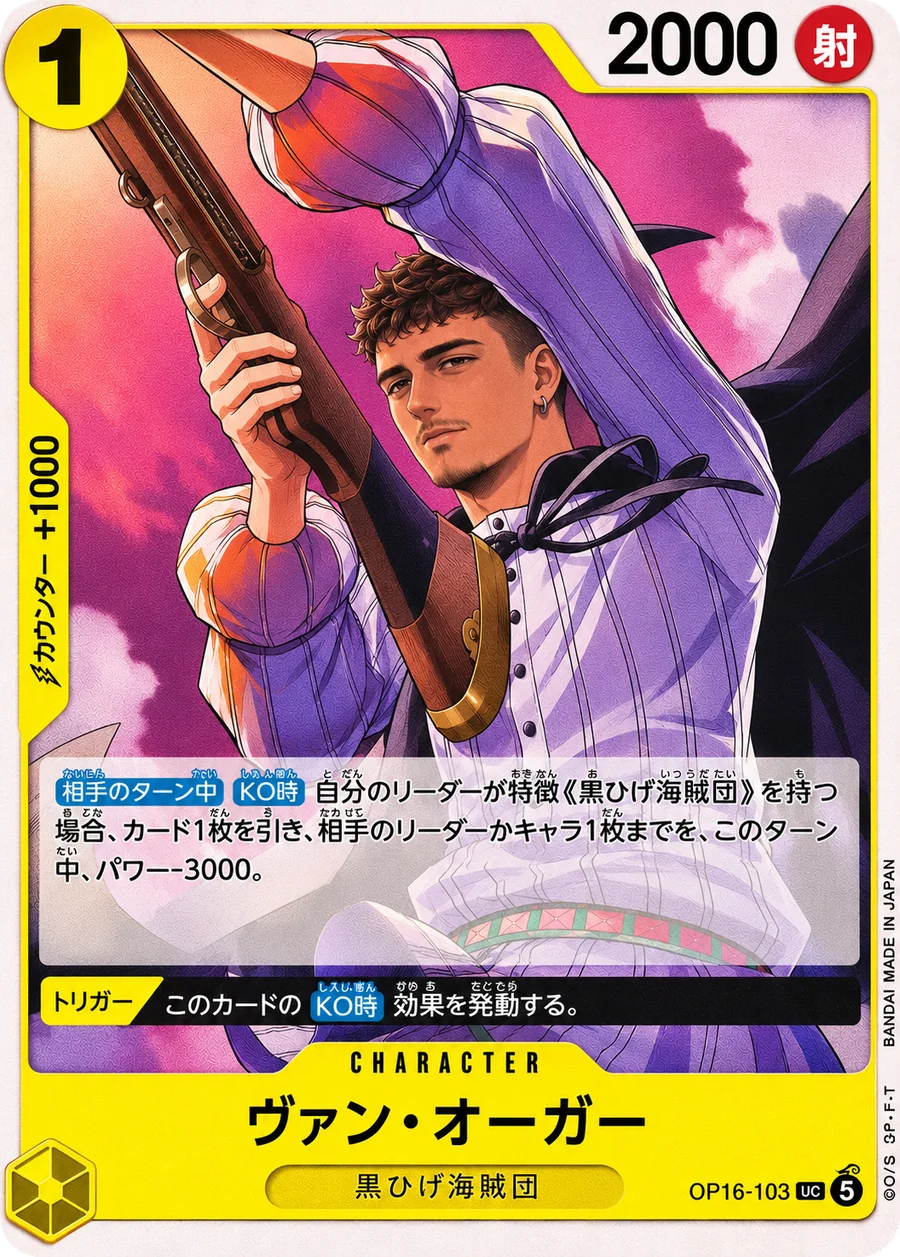 1
2000
射
カウンター +1000
相手のターン中 KO時 自分のリーダーが特徴《黒ひげ海賊団》を持つ
場合、カード1枚を引き、相手のリーダーかキャラ1枚までを、このターン
中、パワー-3000。
トリガー このカードの KO時 効果を発動する。
CHARACTER
ヴァン・オーガー
黒ひげ海賊団
OP16-103 UC 5
BANDAI MADE IN JAPAN